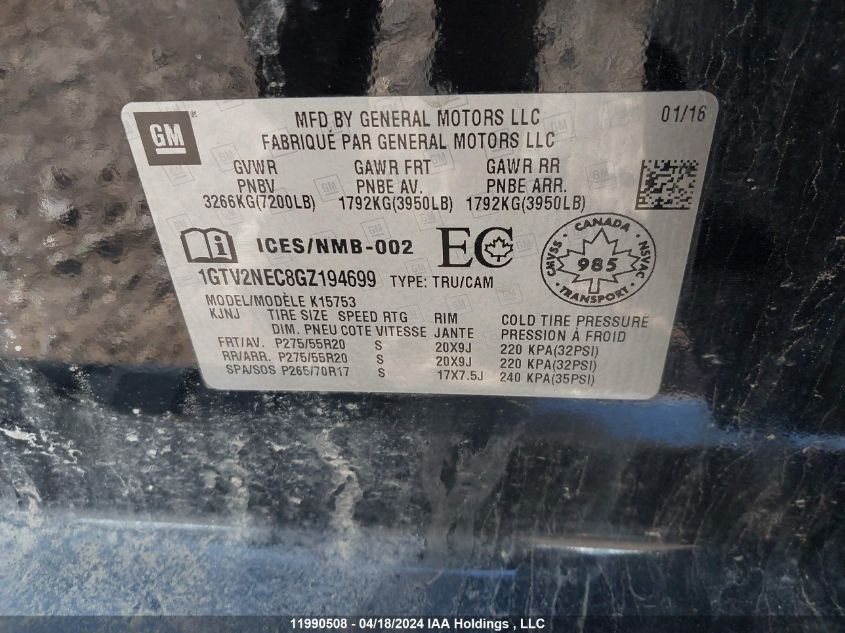 GM
MFD BY GENERAL MOTORS LLC 01/16
FABRIQUÉ PAR GENERAL MOTORS LLC
GVWR GAWR FRT GAWR RR
PNBV PNBE AV. PNBE ARR.
3266KG(7200LB) 1792KG(3950LB) 1792KG(3950LB)
ICES/NMB-002 EC
CANADA
CMVSS 985 NSVAC
TRANSPORT
1GTV2NEC8GZ194699 TYPE: TRU/CAM
MODEL/MODÈLE K15753
KJNJ TIRE SIZE SPEED RTG RIM COLD TIRE PRESSURE
DIM. PNEU COTE VITESSE JANTE PRESSION À FROID
FRT/AV. P275/55R20 S 20X9J 220 KPA(32PSI)
RR/ARR. P275/55R20 S 20X9J 220 KPA(32PSI)
SPA/SOS P265/70R17 S 17X7.5J 240 KPA(35PSI)
11990508 - 04/18/2024 IAA Holdings , LLC